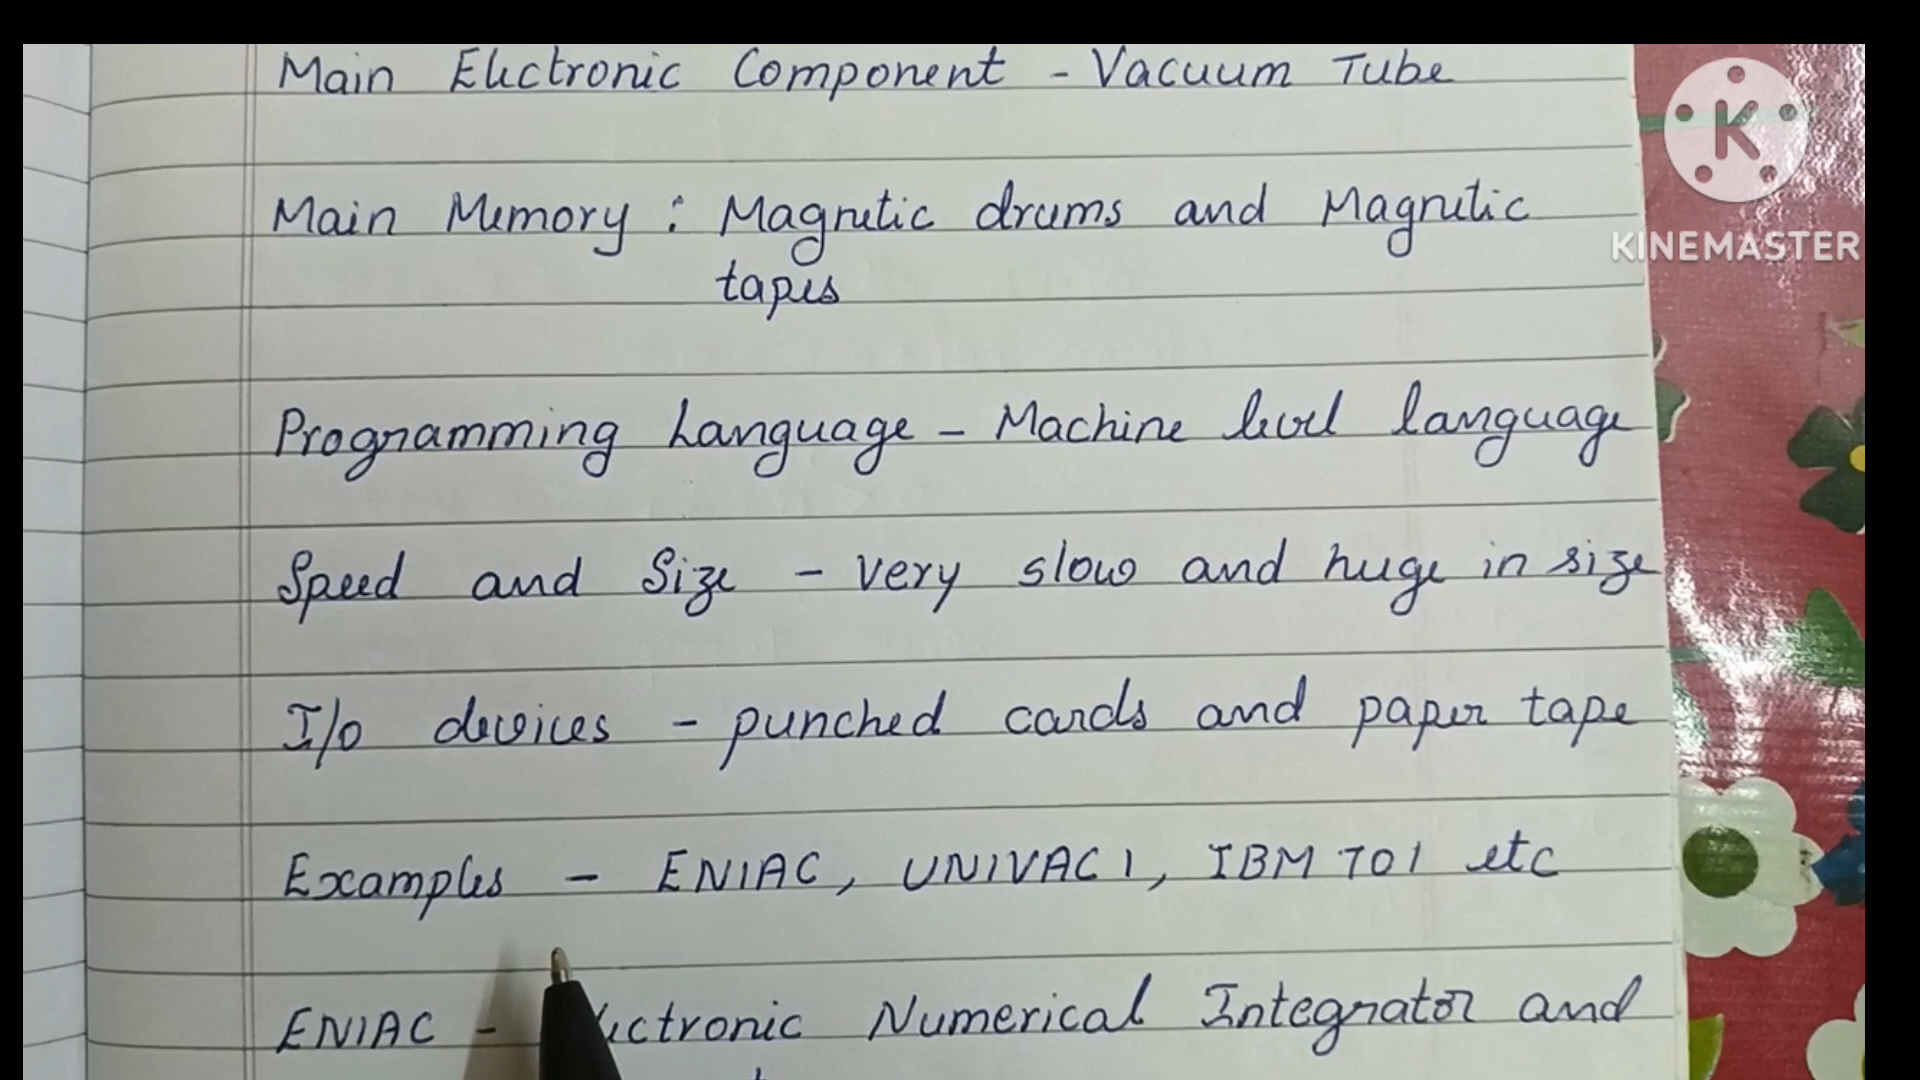 Main Electronic Component - Vacuum Tube
K
Main Memory : Magnetic drums and Magnetic
KINEMASTER
tapes
Programming Language - Machine level language
Speed and Size - very slow and huge in size
I/o devices - punched cards and paper tape
Examples - ENIAC, UNIVAC 1, IBM 701 etc
ENIAC - Numerical Integrator and